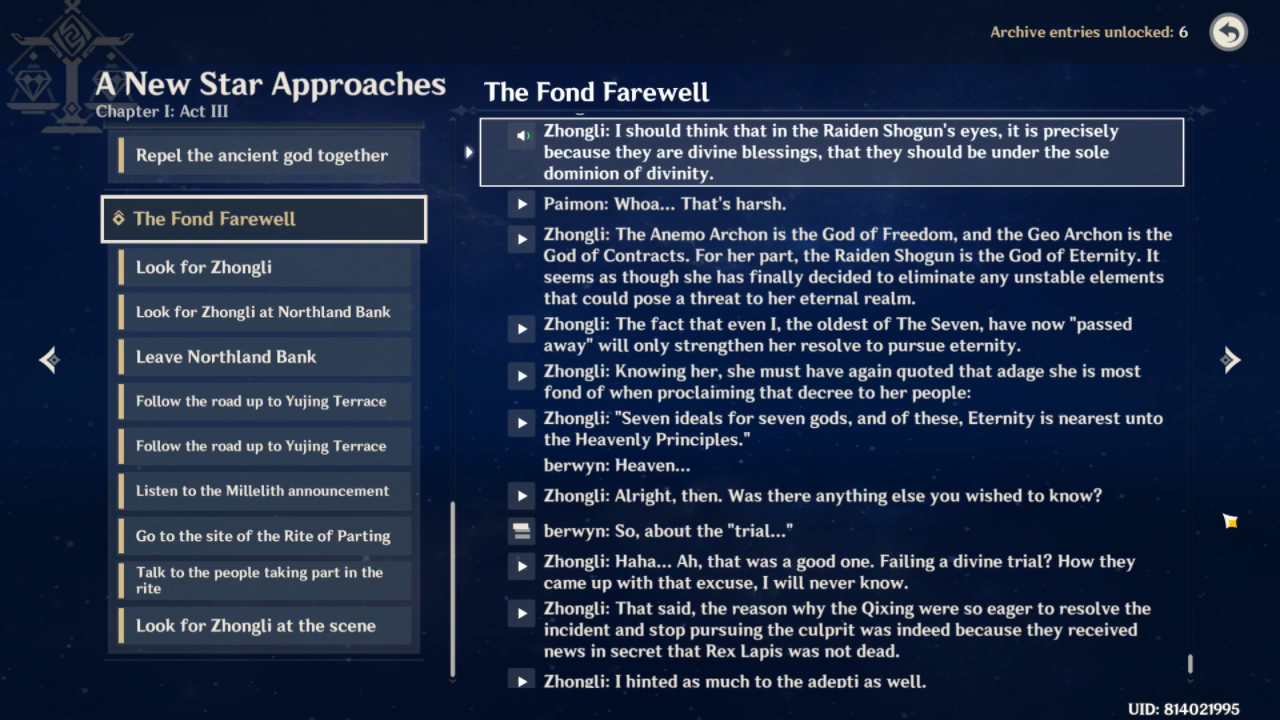 Archive entries unlocked: 6
A New Star Approaches
Chapter I: Act III
Repel the ancient god together
The Fond Farewell
Look for Zhongli
Look for Zhongli at Northland Bank
Leave Northland Bank
Follow the road up to Yujing Terrace
Follow the road up to Yujing Terrace
Listen to the Millelith announcement
Go to the site of the Rite of Parting
Talk to the people taking part in the
rite
Look for Zhongli at the scene
The Fond Farewell
Zhongli: I should think that in the Raiden Shogun's eyes, it is precisely
because they are divine blessings, that they should be under the sole
dominion of divinity.
Paimon: Whoa... That's harsh.
Zhongli: The Anemo Archon is the God of Freedom, and the Geo Archon is the
God of Contracts. For her part, the Raiden Shogun is the God of Eternity. It
seems as though she has finally decided to eliminate any unstable elements
that could pose a threat to her eternal realm.
Zhongli: The fact that even I, the oldest of The Seven, have now "passed
away" will only strengthen her resolve to pursue eternity.
Zhongli: Knowing her, she must have again quoted that adage she is most
fond of when proclaiming that decree to her people:
Zhongli: "Seven ideals for seven gods, and of these, Eternity is nearest unto
the Heavenly Principles."
berwyn: Heaven...
Zhongli: Alright, then. Was there anything else you wished to know?
berwyn: So, about the "trial..."
Zhongli: Haha... Ah, that was a good one. Failing a divine trial? How they
came up with that excuse, I will never know.
Zhongli: That said, the reason why the Qixing were so eager to resolve the
incident and stop pursuing the culprit was indeed because they received
news in secret that Rex Lapis was not dead.
Zhongli: I hinted as much to the adepti as well.
UID: 814021995